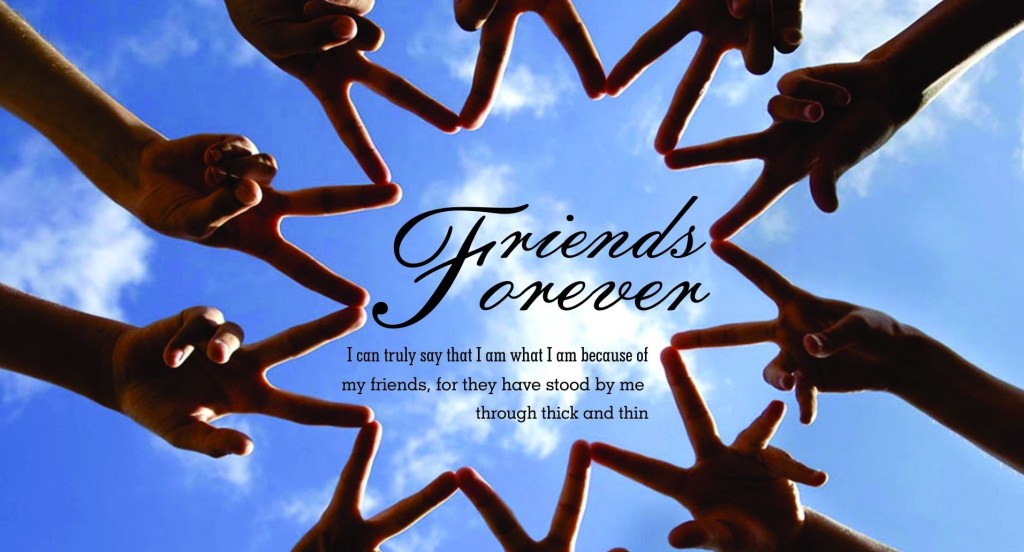 Friends
Forever
I can truly say that I am what I am because of
my friends, for they have stood by me
through thick and thin